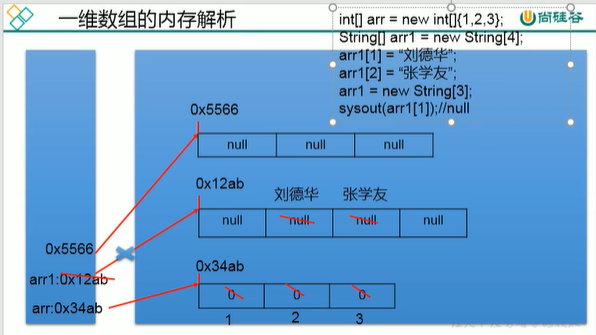 一维数组的内存解析
尚硅谷
int[] arr = new int[]{1,2,3};
String[] arr1 = new String[4];
arr1[1] = “刘德华”;
arr1[2] = “张学友”;
arr1 = new String[3];
sysout(arr1[1]);//null
0x5566
null null null
0x12ab
刘德华 张学友
null null null null
0x5566
arr1:0x12ab
0x34ab
arr:0x34ab
0 0 0
1 2 3